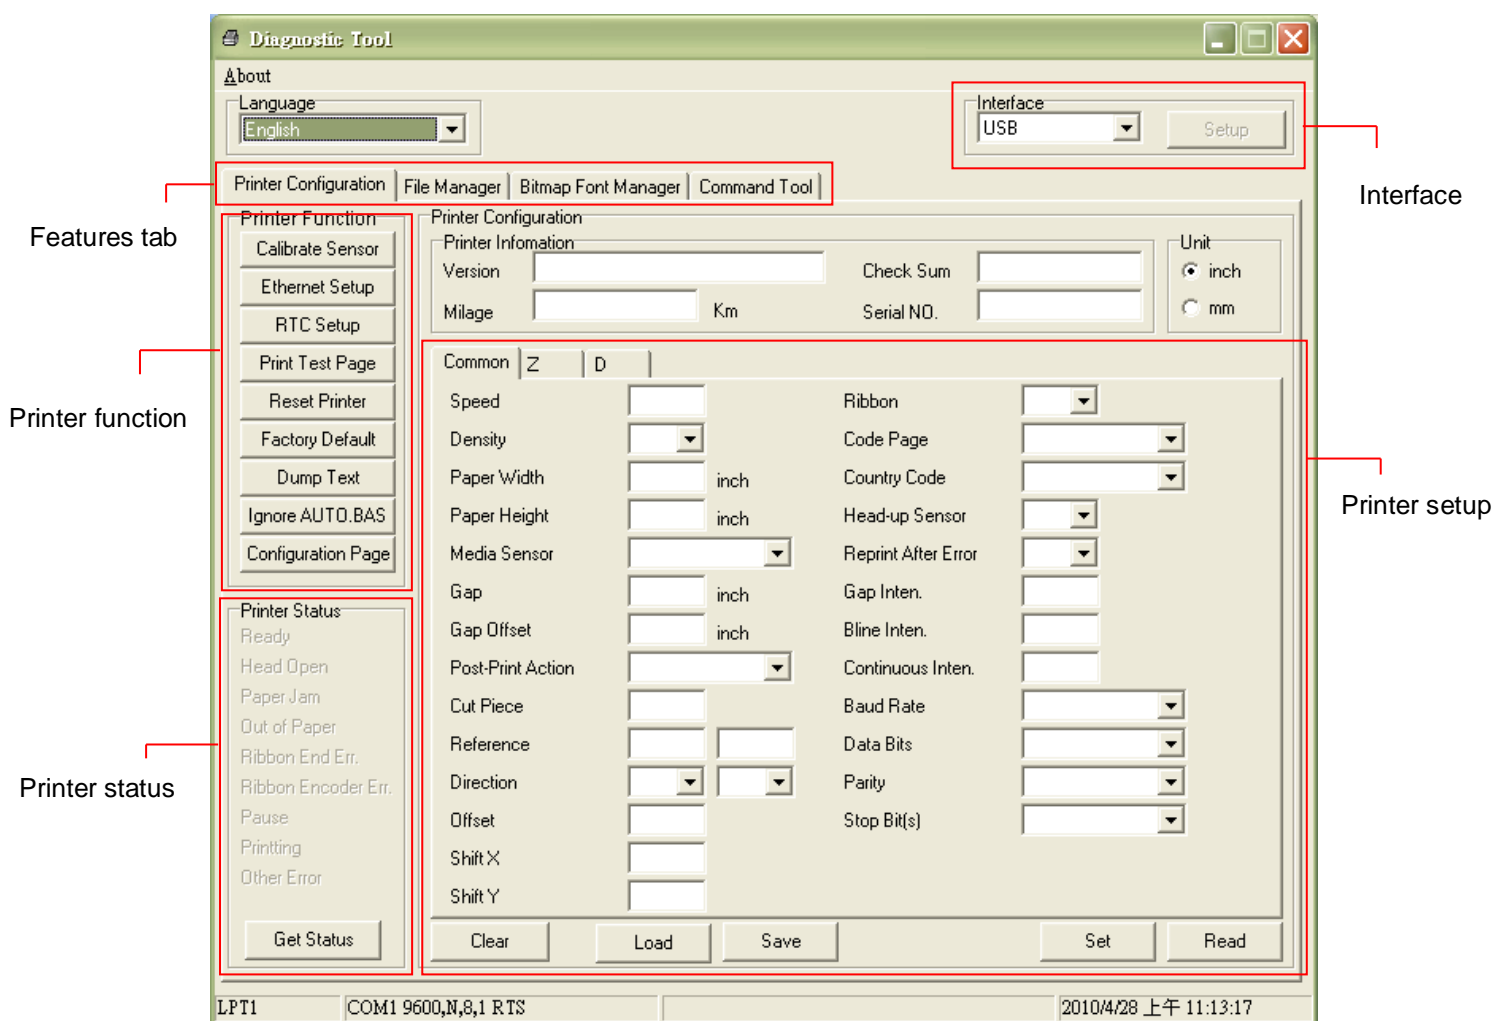 Diagnostic Tool
About
Language
English
Interface
USB
Setup
Interface
Features tab
Printer Configuration
File Manager
Bitmap Font Manager
Command Tool
Printer function
Printer Function
Calibrate Sensor
Ethernet Setup
RTC Setup
Print Test Page
Reset Printer
Factory Default
Dump Text
Ignore AUTO.BAS
Configuration Page
Printer Configuration
Printer Infomation
Version
Check Sum
Milage
Km
Serial NO.
Unit
inch
mm
Printer setup
Common
Z
D
Speed
Ribbon
Density
Code Page
Paper Width
inch
Country Code
Paper Height
inch
Head-up Sensor
Media Sensor
Reprint After Error
Gap
inch
Gap Inten.
Gap Offset
inch
Bline Inten.
Post-Print Action
Continuous Inten.
Cut Piece
Baud Rate
Reference
Data Bits
Direction
Parity
Offset
Stop Bit(s)
Shift X
Shift Y
Clear
Load
Save
Set
Read
Printer status
Printer Status
Ready
Head Open
Paper Jam
Out of Paper
Ribbon End Err.
Ribbon Encoder Err.
Pause
Printting
Other Error
Get Status
LPT1
COM1 9600,N,8,1 RTS
2010/4/28 上午 11:13:17